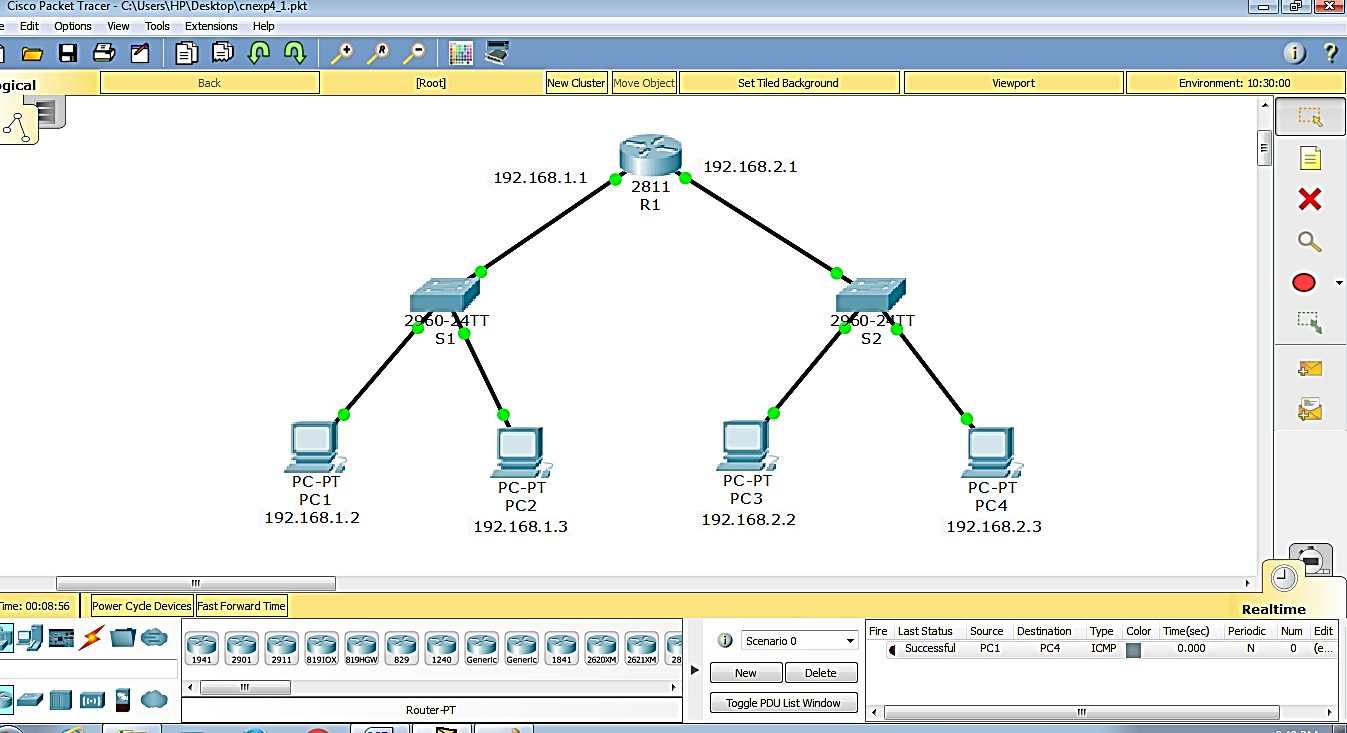 Cisco Packet Tracer - C:\Users\HP\Desktop\cnexp4_1.pkt
Edit Options View Tools Extensions Help
Back [Root] New Cluster Move Object Set Tiled Background Viewport Environment: 10:30:00
192.168.1.1
192.168.2.1
2811
R1
2960-24TT
S1
2960-24TT
S2
PC-PT
PC1
192.168.1.2
PC-PT
PC2
192.168.1.3
PC-PT
PC3
192.168.2.2
PC-PT
PC4
192.168.2.3
Time: 00:08:56 Power Cycle Devices Fast Forward Time
Realtime
1941 2901 2911 819IOX 819HGW 829 1240 Generic Generic 1841 2620XM 2621XM 28
Router-PT
Scenario 0
New Delete
Toggle PDU List Window
Fire Last Status Source Destination Type Color Time(sec) Periodic Num Edit
Successful PC1 PC4 ICMP 0.000 N 0 (e...